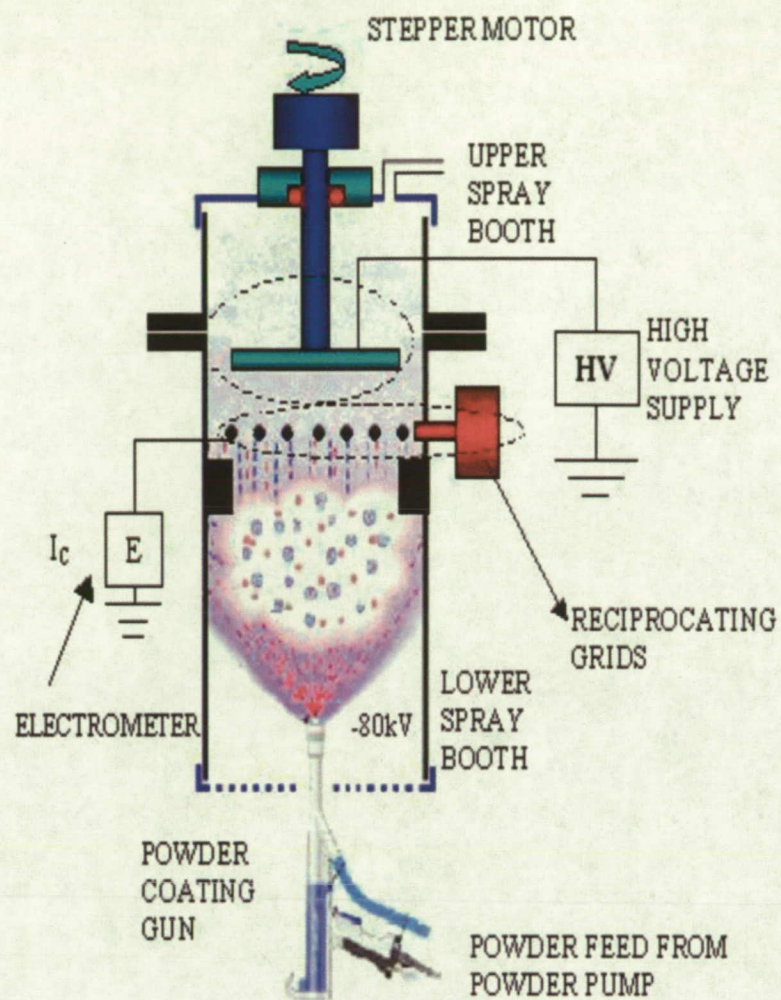 STEPPER MOTOR
UPPER
SPRAY
BOOTH
HIGH
VOLTAGE
SUPPLY
HV
I_C
E
RECIPROCATING
GRIDS
ELECTROMETER
-80kV
LOWER
SPRAY
BOOTH
POWDER
COATING
GUN
POWDER FEED FROM
POWDER PUMP